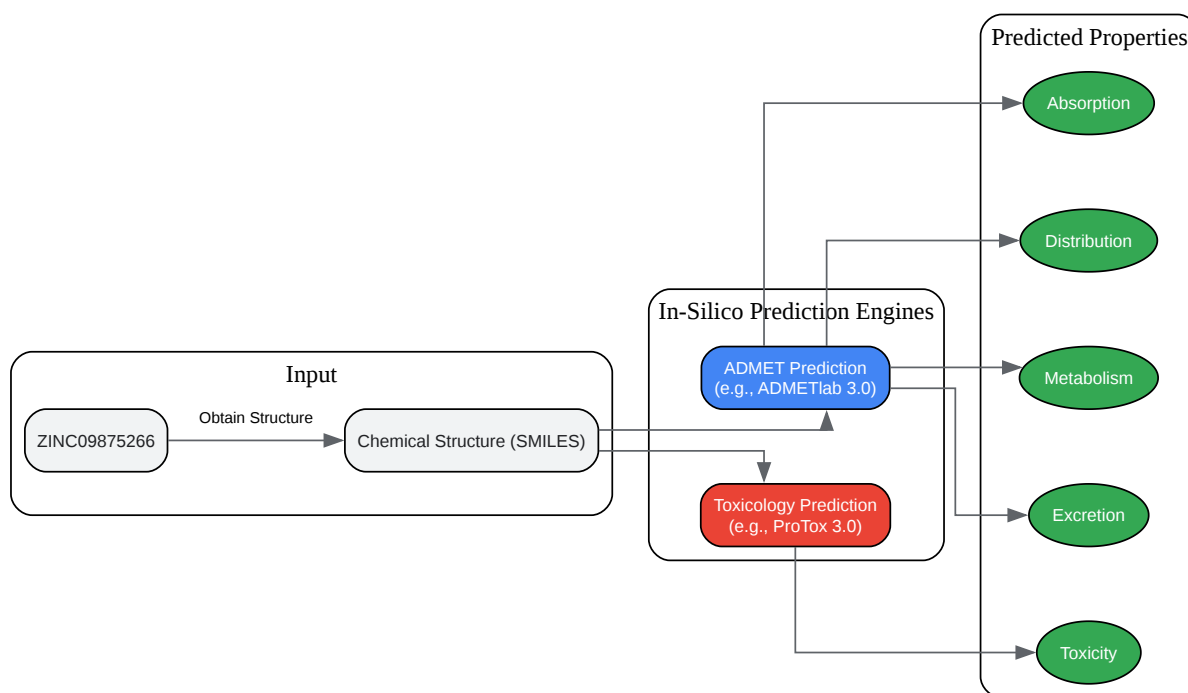 Predicted Properties
Absorption
Distribution
In-Silico Prediction Engines
ADMET Prediction
(e.g., ADMETlab 3.0)
Metabolism
Input
Obtain Structure
ZINC09875266
Chemical Structure (SMILES)
Toxicology Prediction
(e.g., ProTox 3.0)
Excretion
Toxicity